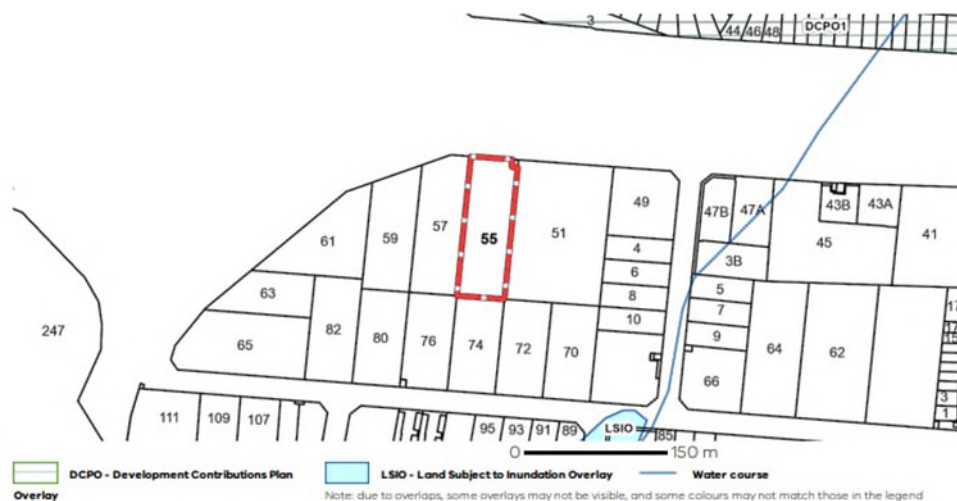 3
44 46 48
DCPO1
49
47B
47A
43B
43A
61
59
57
55
51
4
45
41
3B
6
63
8
5
17
247
82
80
76
74
72
70
10
7
64
62
65
9
15
66
3
1
111
109
107
95
93
91
89
LSIO
85
0
150 m
DCPO - Development Contributions Plan
Overlay
LSIO - Land Subject to Inundation Overlay
Water course
Note: due to overlaps, some overlays may not be visible, and some colours may not match those in the legend